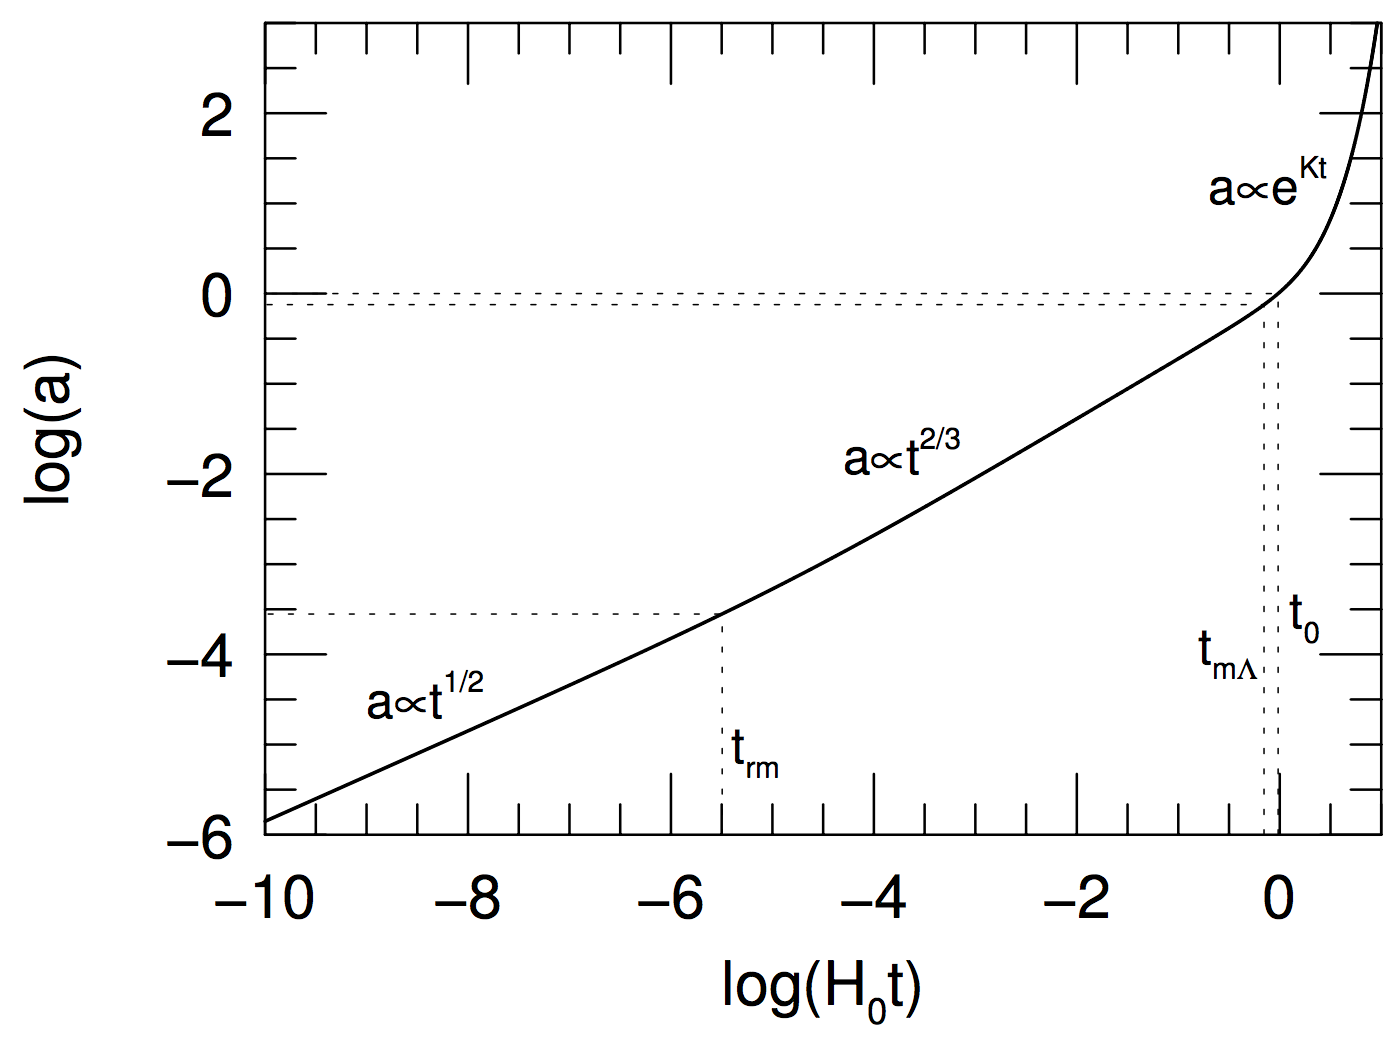 2
a∝e^Kt
0
log(a)
a∝t^2/3
−2
t_0
t_mΛ
−4
a∝t^1/2
t_rm
−6
−10 −8 −6 −4 −2 0
log(H_0t)